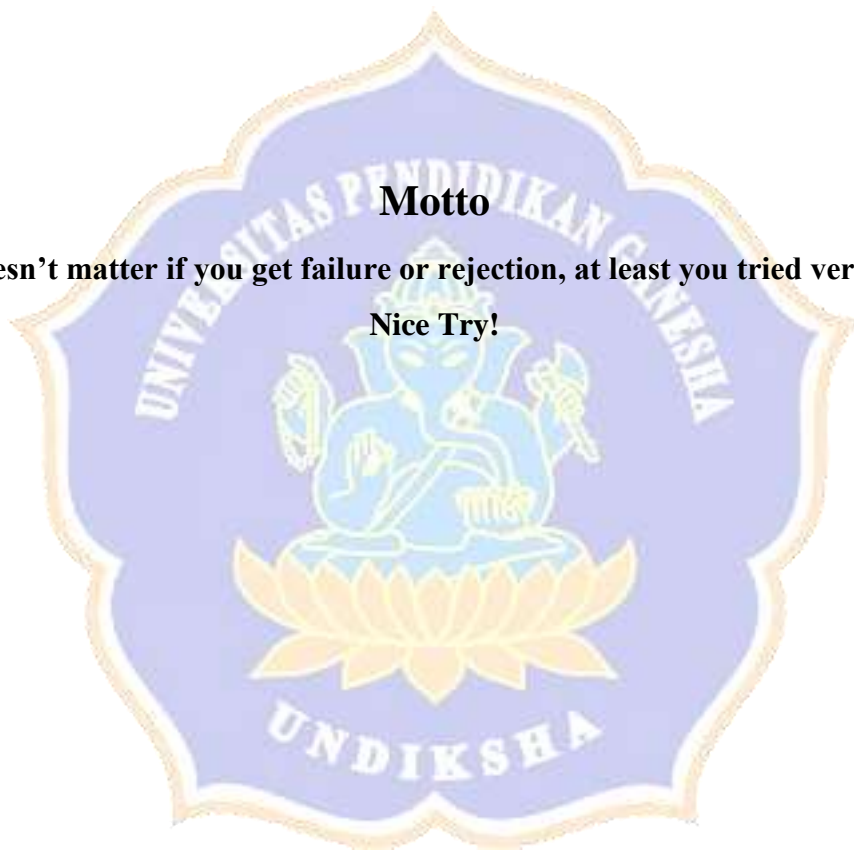 Motto
esn’t matter if you get failure or rejection, at least you tried ver
Nice Try!
UNIVERSITAS PENDIDIKAN GANESHA
UNDIKSHA